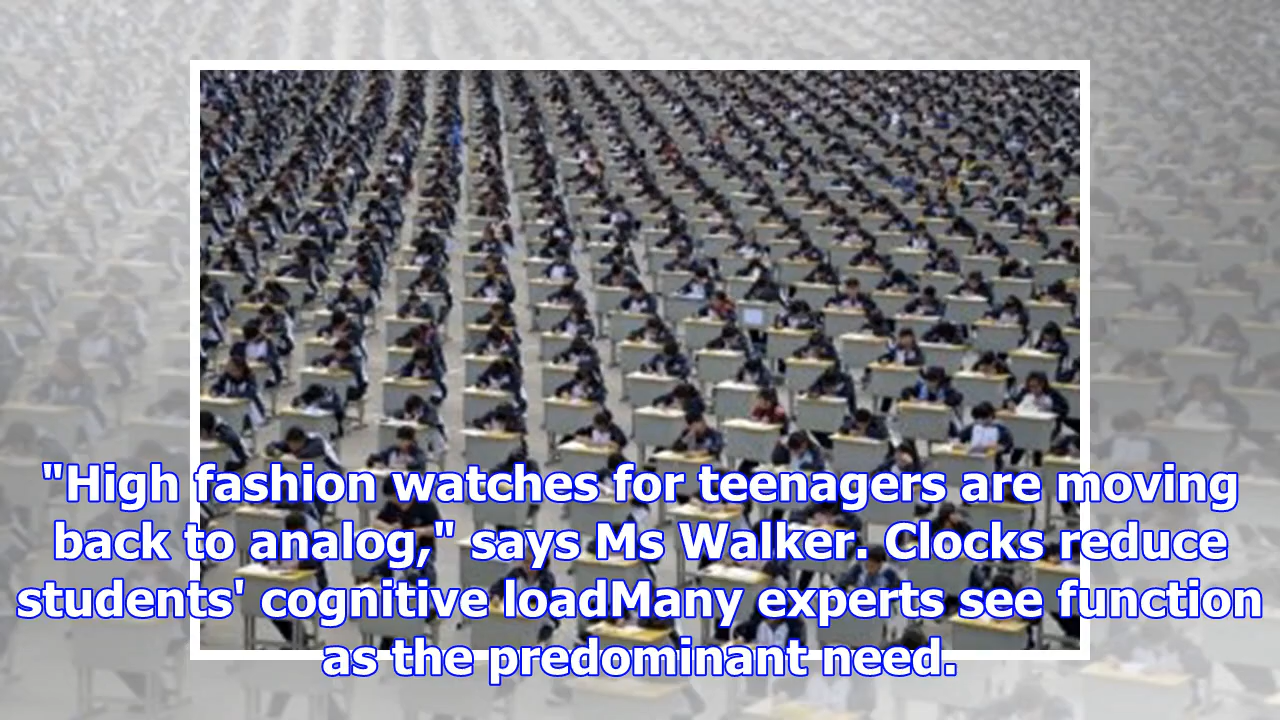 "High fashion watches for teenagers are moving
back to analog," says Ms Walker. Clocks reduce
students' cognitive loadMany experts see function
as the predominant need.